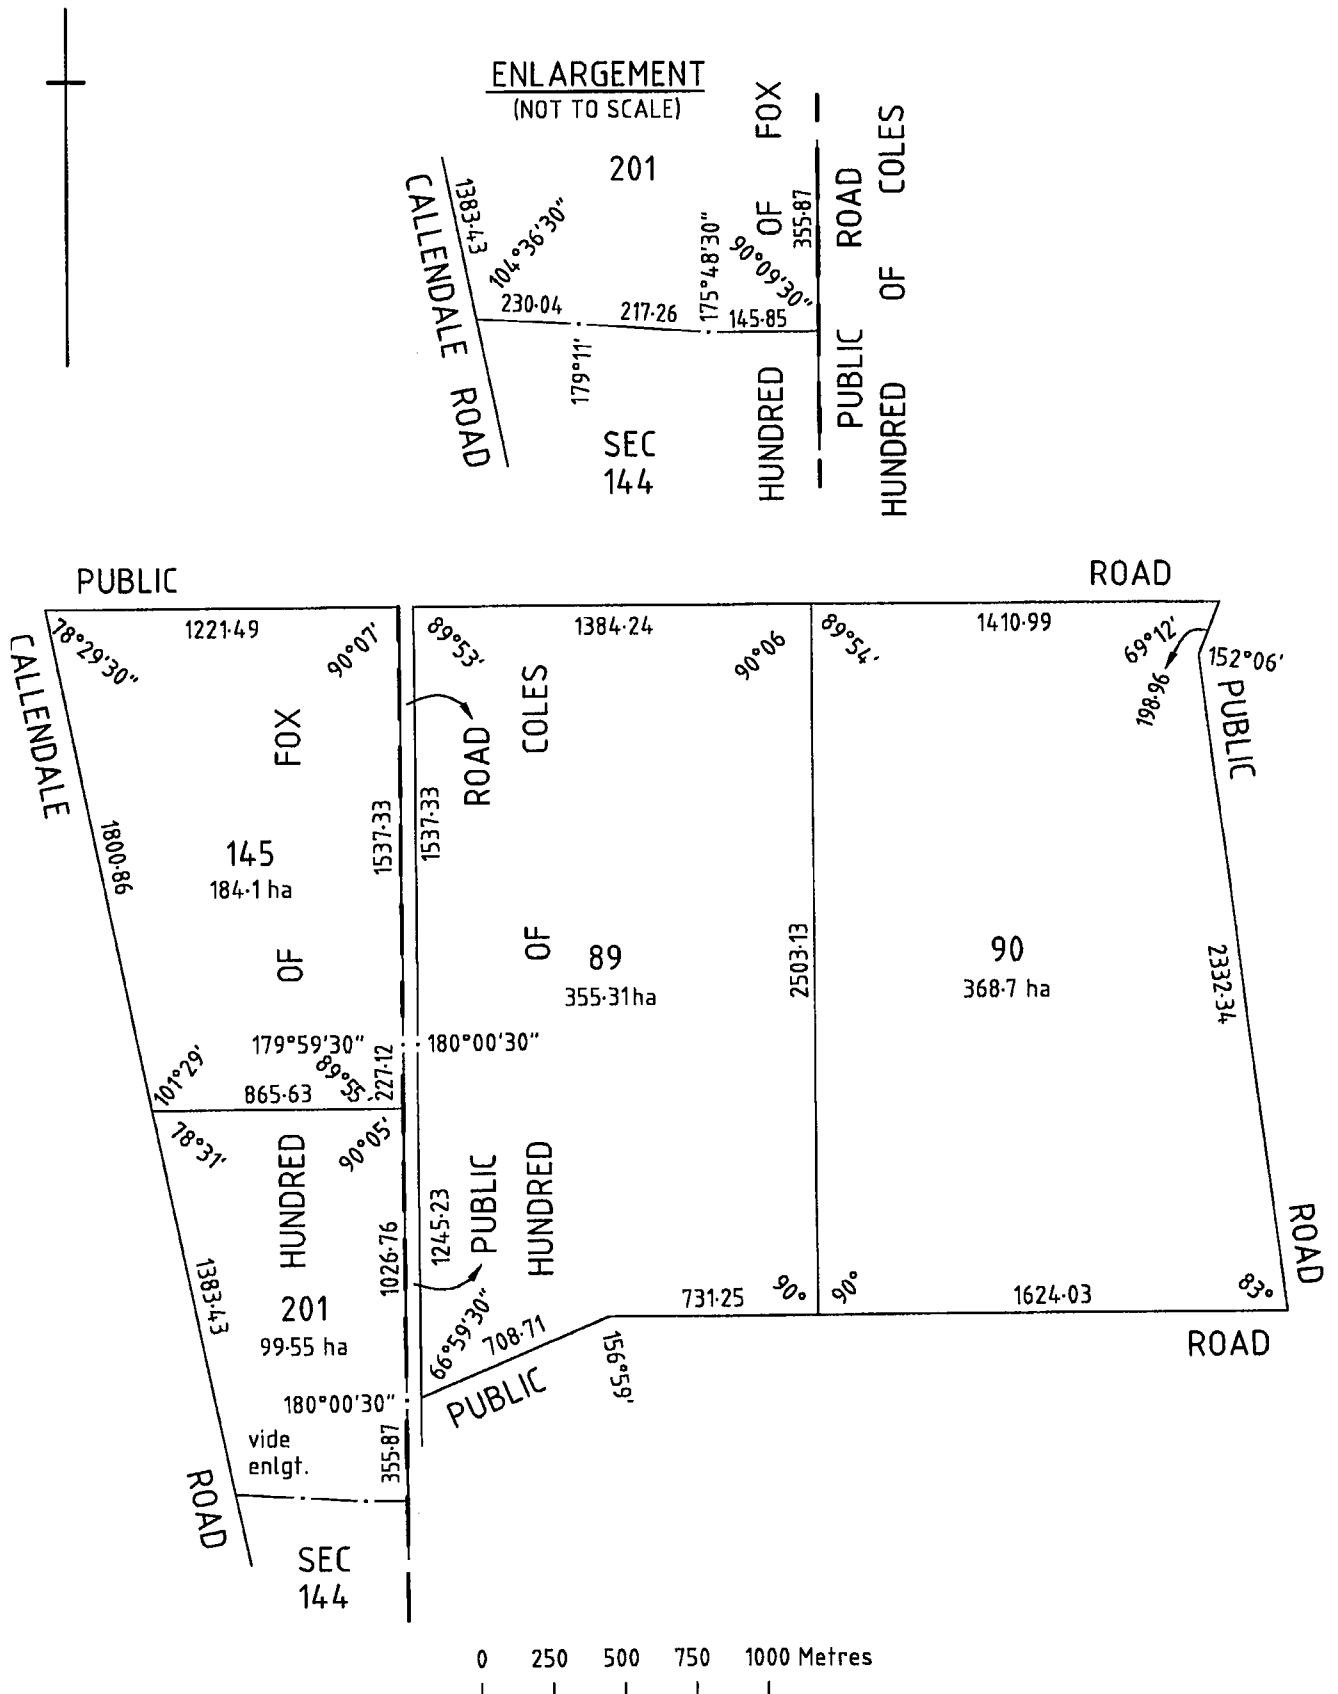 ENLARGEMENT
(NOT TO SCALE)
201
CALLENDALE ROAD
1383·43
104°36'30"
230·04
179°11'
217·26
175°48'30"
145·85
90°09'30"
355·87
HUNDRED OF FOX
PUBLIC ROAD
HUNDRED OF COLES
SEC
144
PUBLIC
ROAD
CALLENDALE
ROAD
78°29'30"
1221·49
90°07'
89°53'
1384·24
90°06
89°54'
1410·99
69°12'
198·96
152°06'
PUBLIC
ROAD
1800·86
HUNDRED OF FOX
145
184·1 ha
1537·33
1537·33
ROAD
HUNDRED OF COLES
89
355·31ha
2503·13
90
368·7 ha
2332·34
179°59'30"
180°00'30"
101°29'
865·63
89°55'
227·12
78°31'
90°05'
1383·43
201
99·55 ha
1026·76
1245·23
PUBLIC
66°59'30"
708·71
PUBLIC
156°59'
731·25
90°
90°
1624·03
83°
ROAD
180°00'30"
vide
enlgt.
355·87
SEC
144
0 250 500 750 1000 Metres